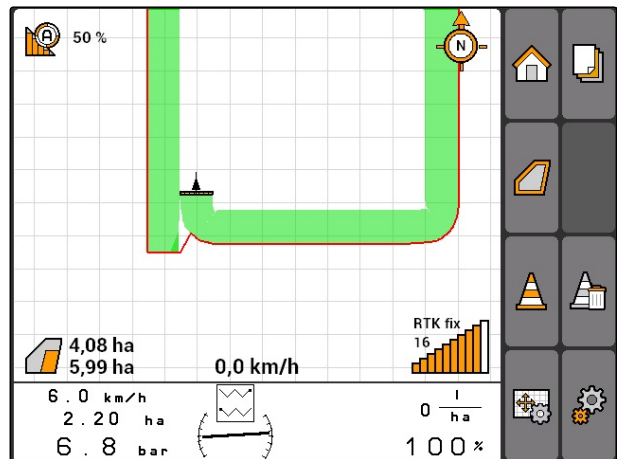 A
50 %
N
RTK fix
16
4,08 ha
5,99 ha
0,0 km/h
6.0 km/h
2.20 ha
6.8 bar
0 l/ha
100%